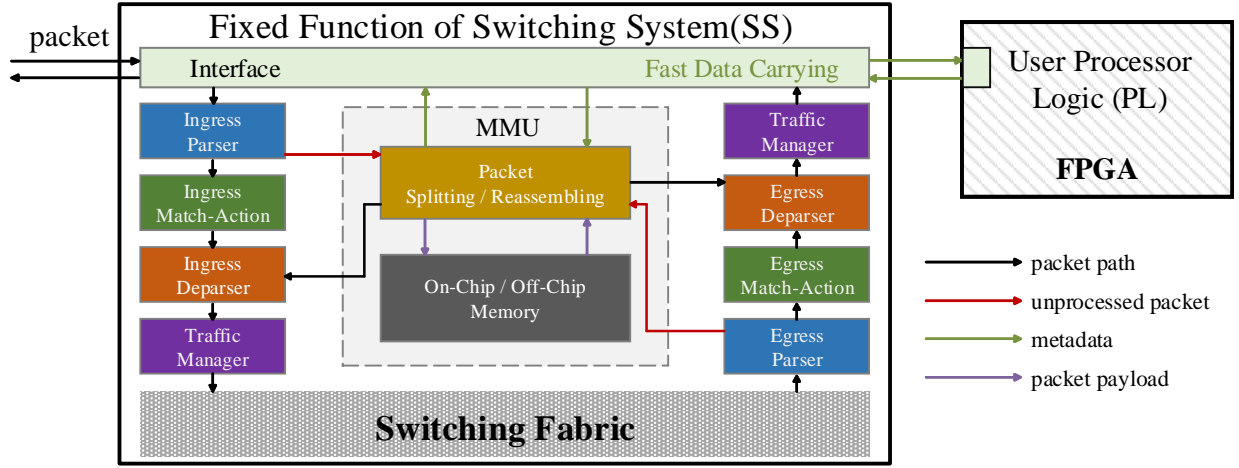 Fixed Function of Switching System(SS)
packet
Interface
Fast Data Carrying
Ingress
Parser
Ingress
Match-Action
Ingress
Deparser
Traffic
Manager
MMU
Packet
Splitting / Reassembling
On-Chip / Off-Chip
Memory
Traffic
Manager
Egress
Deparser
Egress
Match-Action
Egress
Parser
Switching Fabric
User Processor
Logic (PL)
FPGA
packet path
unprocessed packet
metadata
packet payload